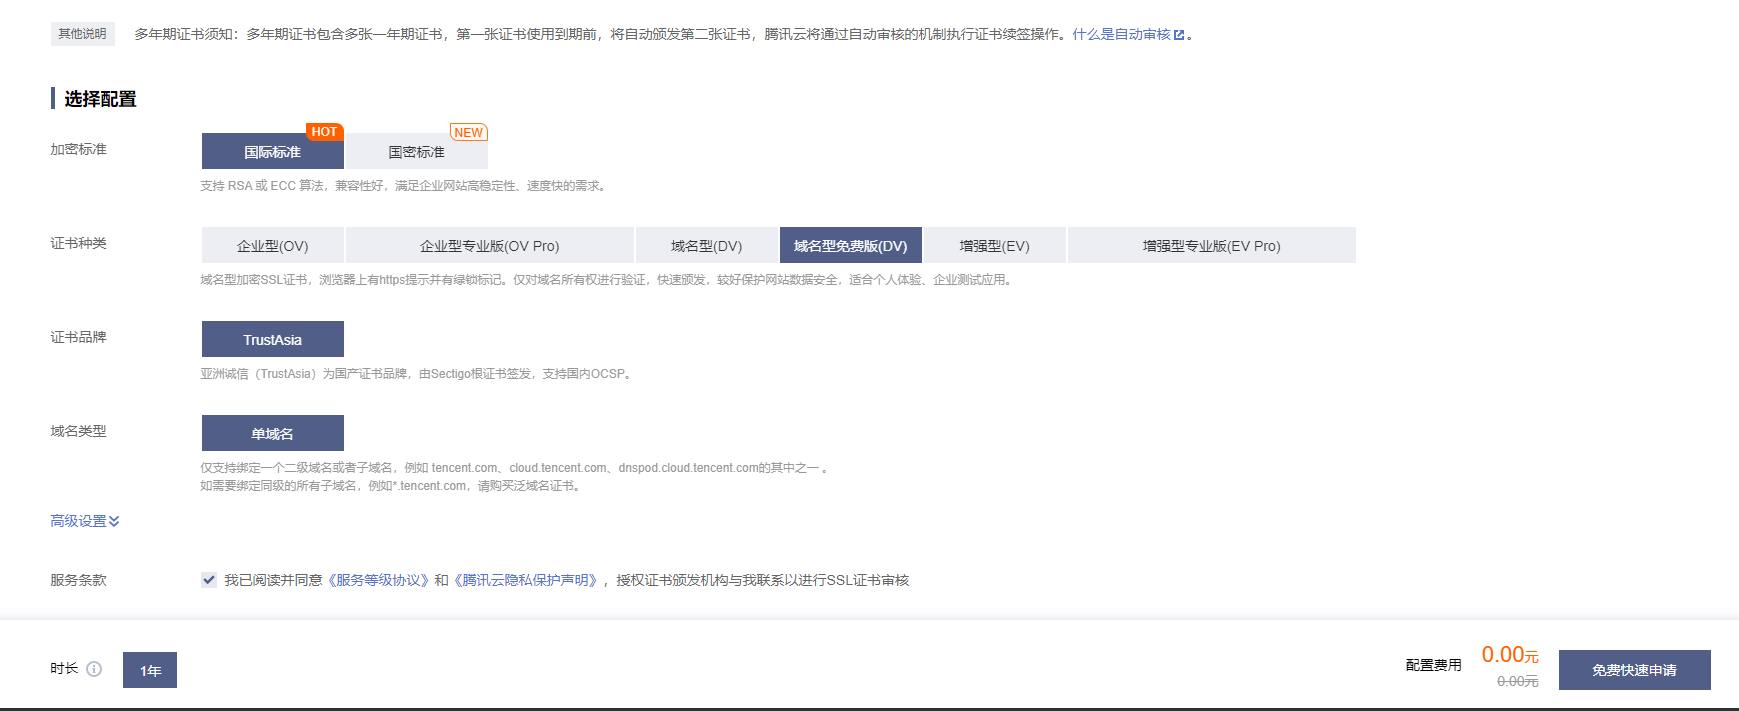 其他说明 多年期证书须知：多年期证书包含多张一年期证书，第一张证书使用到期前，将自动颁发第二张证书，腾讯云将通过自动审核的机制执行证书续签操作。什么是自动审核。
选择配置
HOT NEW
加密标准 国际标准 国密标准
支持 RSA 或 ECC 算法，兼容性好，满足企业网站高稳定性、速度快的需求。
证书种类 企业型(OV) 企业型专业版(OV Pro) 域名型(DV) 域名型免费版(DV) 增强型(EV) 增强型专业版(EV Pro)
域名型加密SSL证书，浏览器上有https提示并有绿锁标记。仅对域名所有权进行验证，快速颁发，较好保护网站数据安全，适合个人体验、企业测试应用。
证书品牌 TrustAsia
亚洲诚信（TrustAsia）为国产证书品牌，由Sectigo根证书签发，支持国内OCSP。
域名类型 单域名
仅支持绑定一个二级域名或者子域名，例如 tencent.com、cloud.tencent.com、dnspod.cloud.tencent.com的其中之一 。
如需要绑定同级的所有子域名，例如*.tencent.com，请购买泛域名证书。
高级设置
服务条款 我已阅读并同意《服务等级协议》和《腾讯云隐私保护声明》，授权证书颁发机构与我联系以进行SSL证书审核
时长 1年 配置费用 0.00元 免费快速申请
0.00元